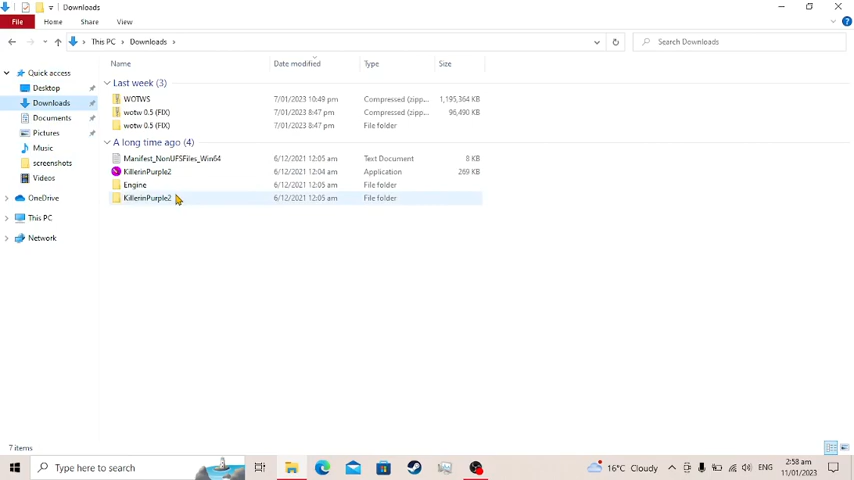 Downloads
File Home Share View
This PC Downloads
Search Downloads
Name Date modified Type Size
Quick access
Desktop
Downloads
Documents
Pictures
Music
screenshots
Videos
OneDrive
This PC
Network
Last week (3)
WOTWS 7/01/2023 10:49 pm Compressed (zipp... 1,195,364 KB
wotw 0.5 (FIX) 7/01/2023 8:47 pm Compressed (zipp... 96,490 KB
wotw 0.5 (FIX) 7/01/2023 8:47 pm File folder
A long time ago (4)
Manifest_NonUFSFiles_Win64 6/12/2021 12:05 am Text Document 8 KB
KillerinPurple2 6/12/2021 12:04 am Application 269 KB
Engine 6/12/2021 12:05 am File folder
KillerinPurple2 6/12/2021 12:05 am File folder
7 items
Type here to search
16°C Cloudy
ENG
2:58 am
11/01/2023